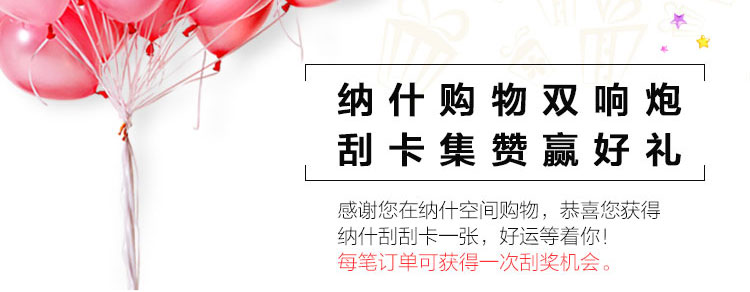 纳什购物双响炮
刮卡集赞赢好礼
感谢您在纳什空间购物，恭喜您获得
纳什刮刮卡一张，好运等着你！
每笔订单可获得一次刮奖机会。